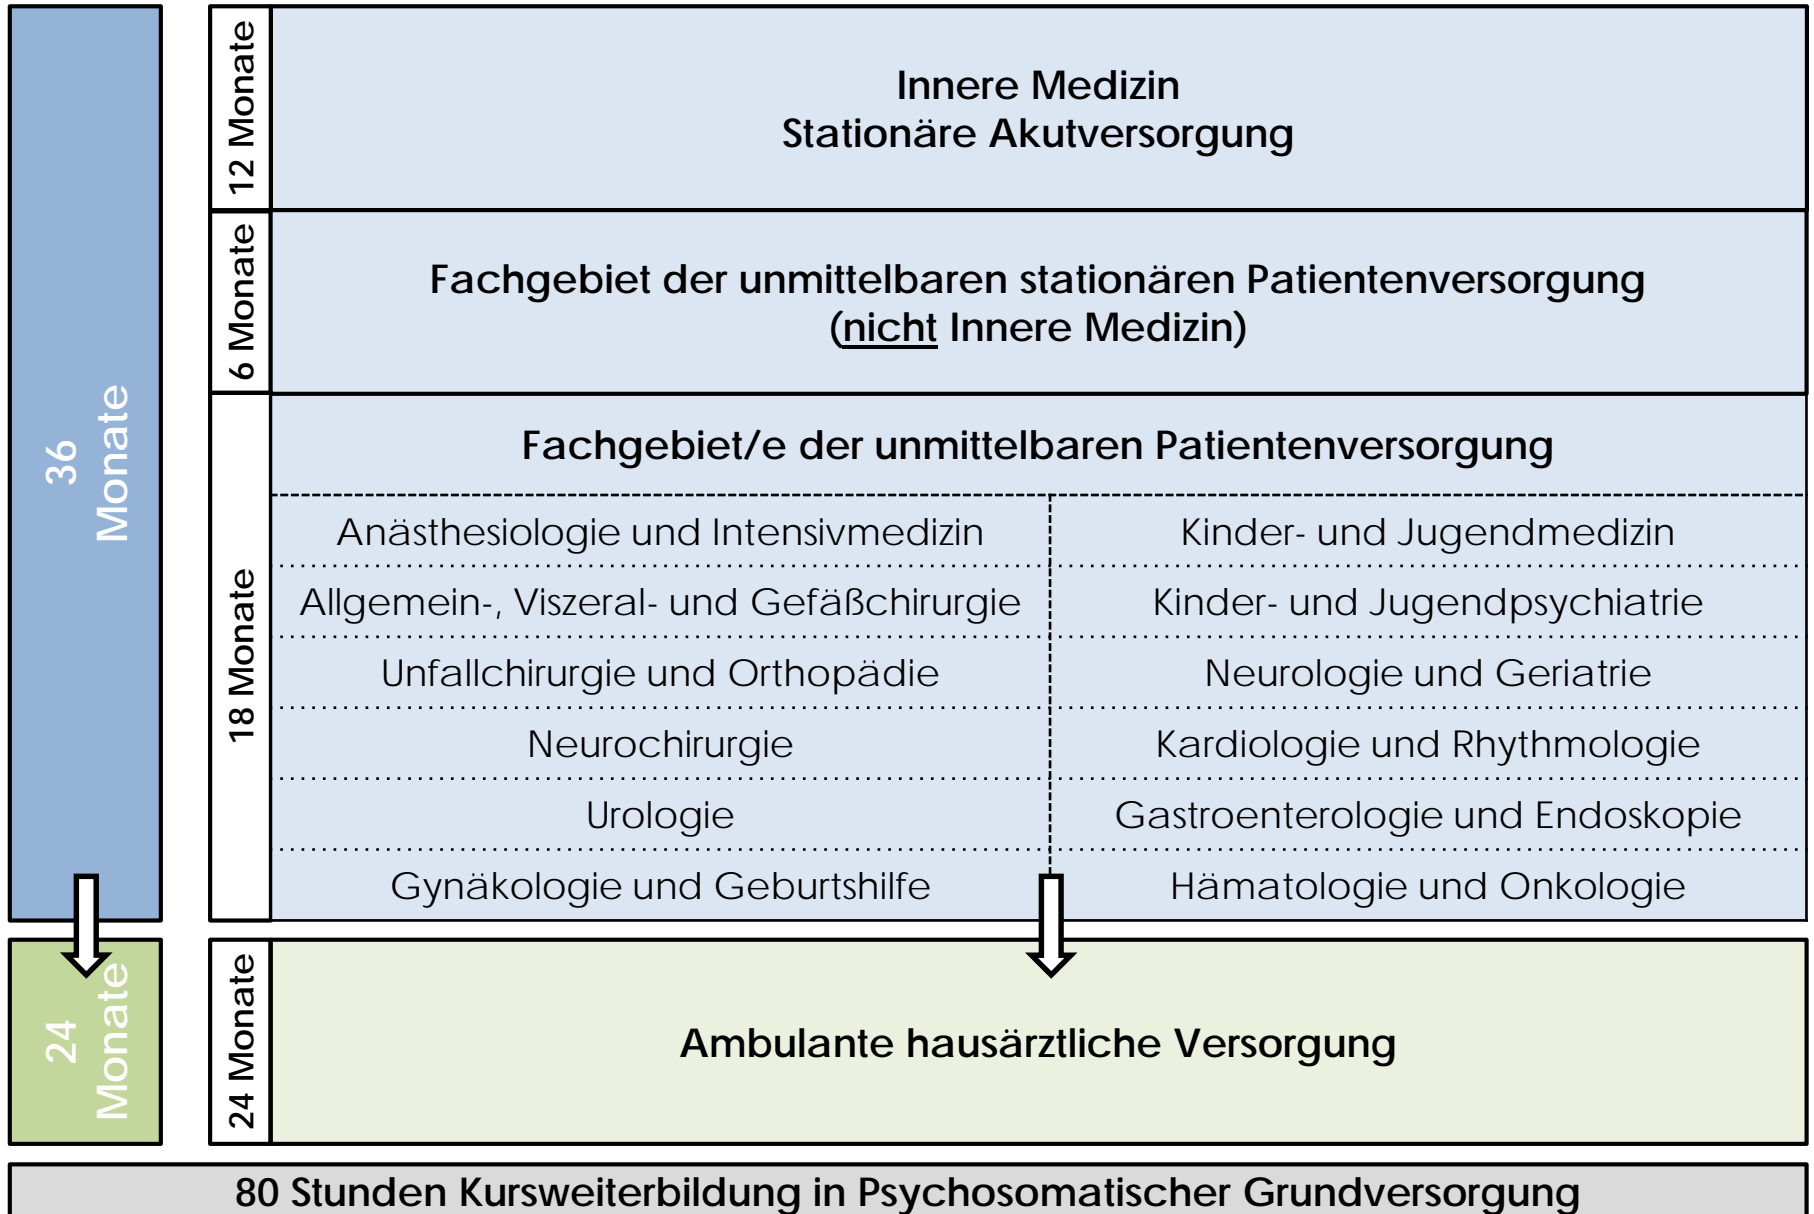 36
Monate
12 Monate
Innere Medizin
Stationäre Akutversorgung
6 Monate
Fachgebiet der unmittelbaren stationären Patientenversorgung
(nicht Innere Medizin)
18 Monate
Fachgebiet/e der unmittelbaren Patientenversorgung
Anästhesiologie und Intensivmedizin
Kinder- und Jugendmedizin
Allgemein-, Viszeral- und Gefäßchirurgie
Kinder- und Jugendpsychiatrie
Unfallchirurgie und Orthopädie
Neurologie und Geriatrie
Neurochirurgie
Kardiologie und Rhythmologie
Urologie
Gastroenterologie und Endoskopie
Gynäkologie und Geburtshilfe
Hämatologie und Onkologie
24
Monate
24 Monate
Ambulante hausärztliche Versorgung
80 Stunden Kursweiterbildung in Psychosomatischer Grundversorgung